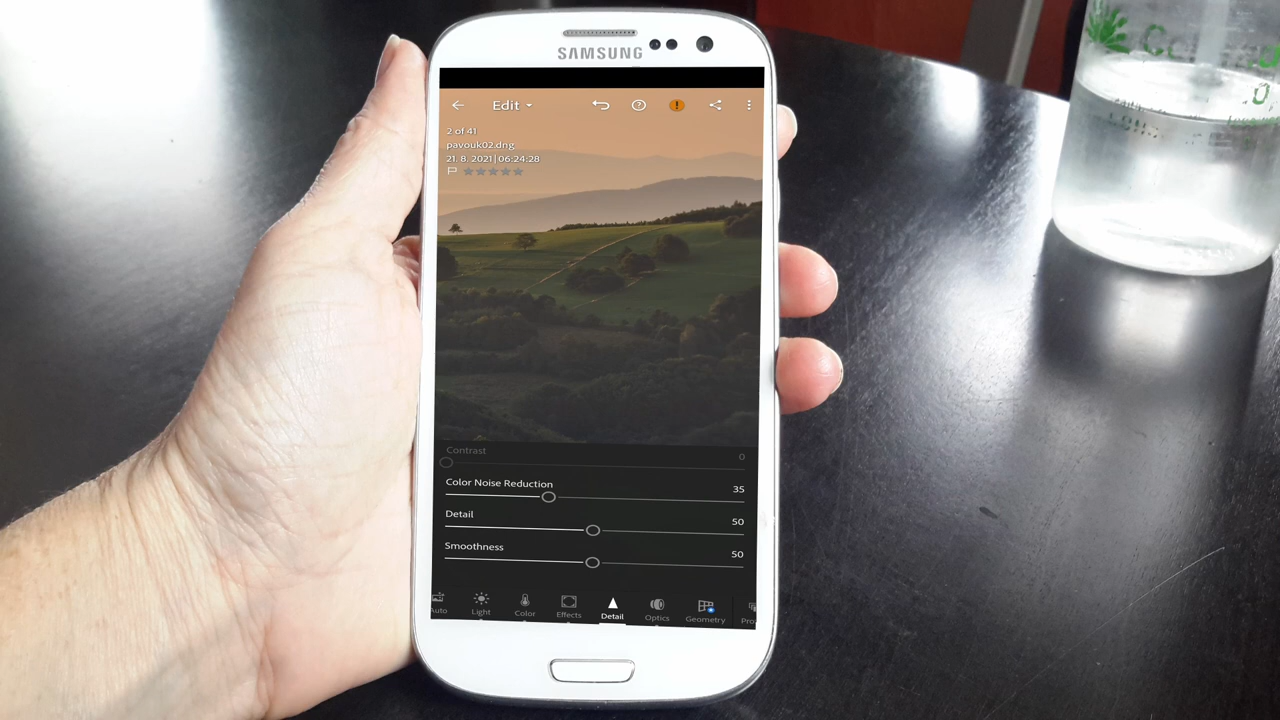 SAMSUNG
Edit
2 of 41
pavouk02.dng
21. 8. 2021 | 06:24:28
Contrast 0
Color Noise Reduction 35
Detail 50
Smoothness 50
Auto Light Color Effects Detail Optics Geometry